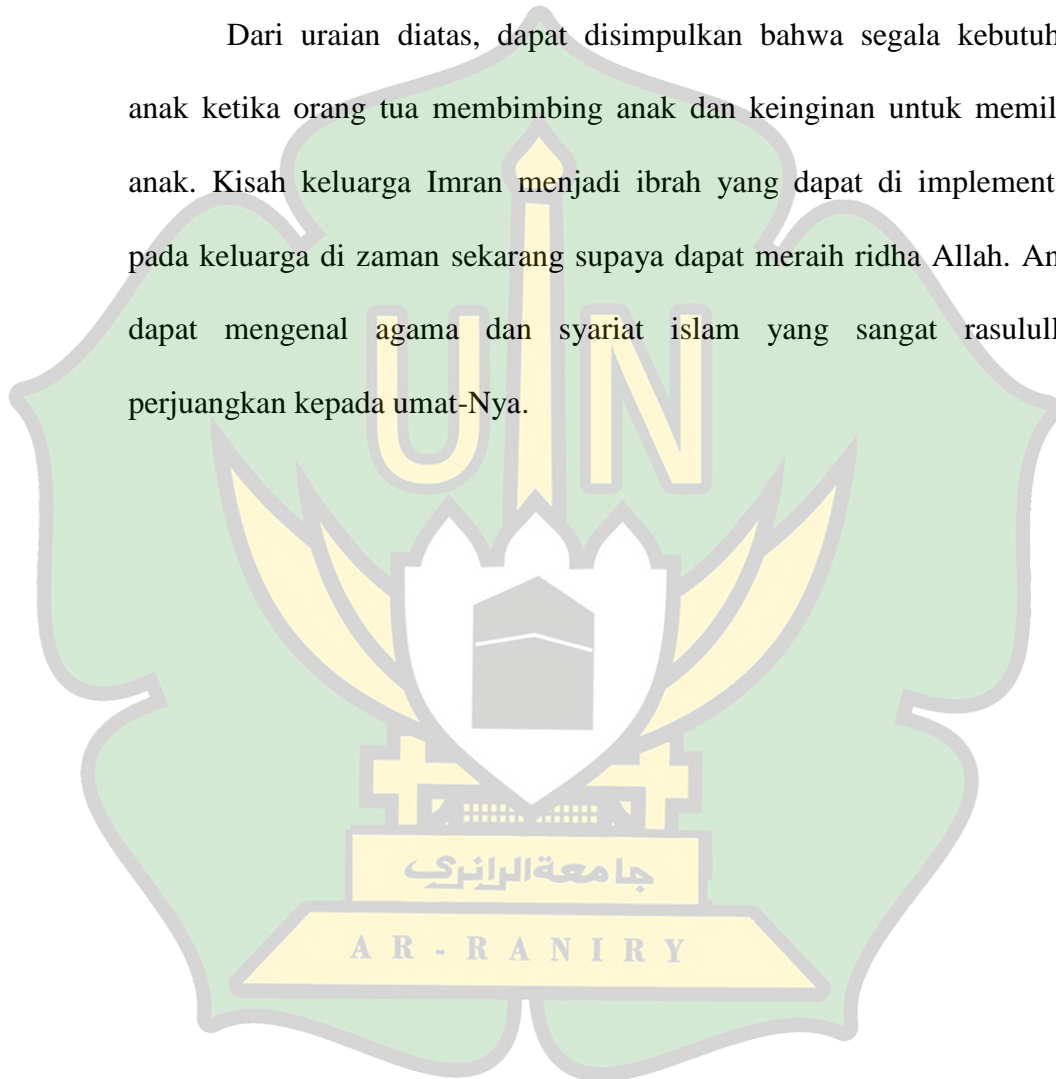 Dari uraian diatas, dapat disimpulkan bahwa segala kebutuh
anak ketika orang tua membimbing anak dan keinginan untuk memil
anak. Kisah keluarga Imran menjadi ibrah yang dapat di implement
pada keluarga di zaman sekarang supaya dapat meraih ridha Allah. An
dapat mengenal agama dan syariat islam yang sangat rasulull
perjuangkan kepada umat-Nya.
UIN
جامعةالرانري
AR-RANIRY